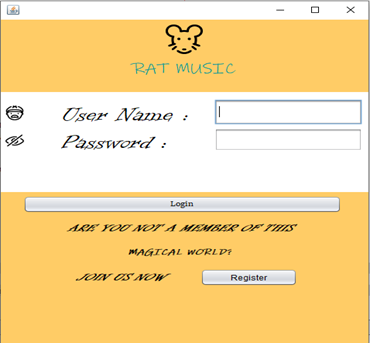 RAT MUSIC
User Name :
Password :
Login
ARE YOU NOT A MEMBER OF THIS
MAGICAL WORLD?
JOIN US NOW Register